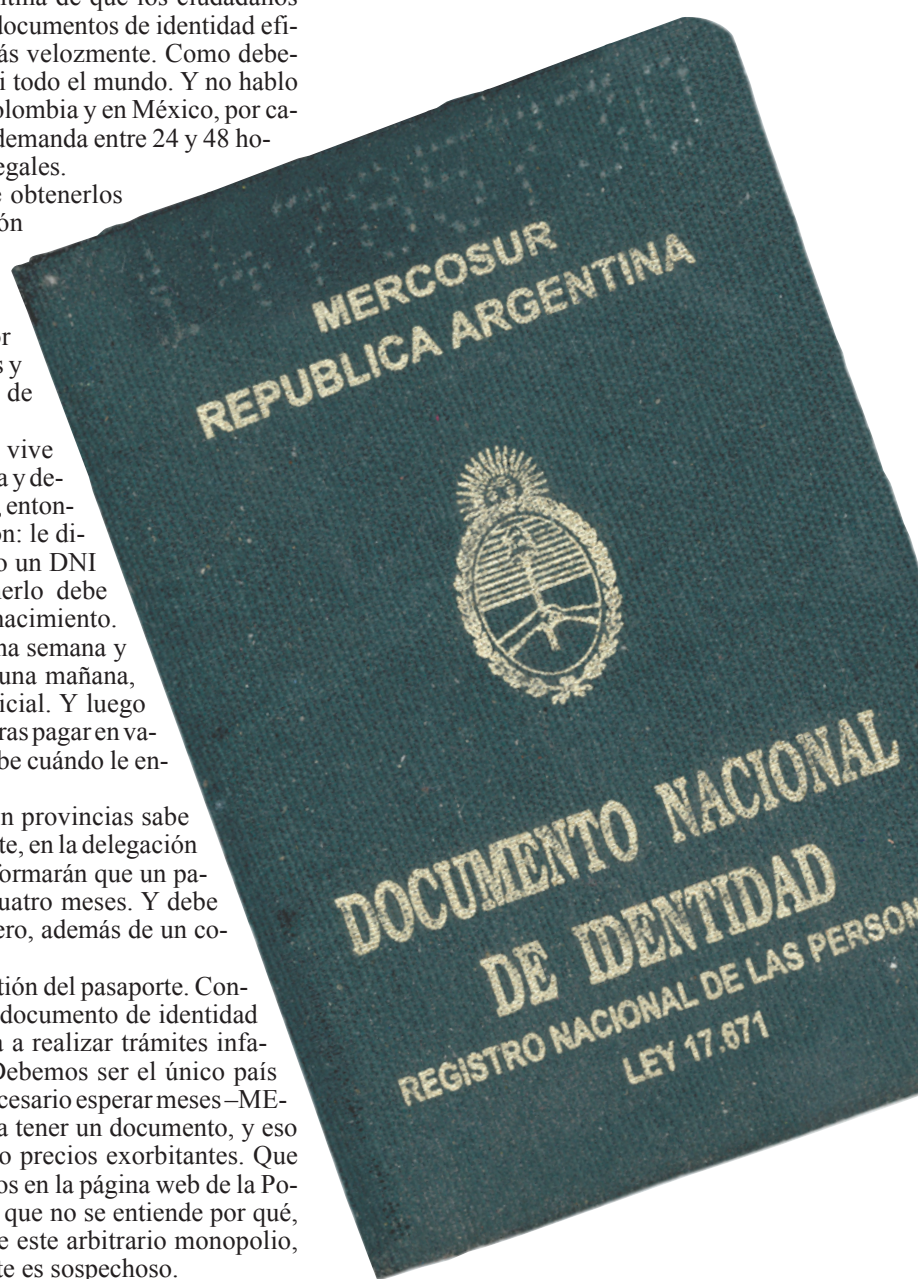 tina de que los ciudadanos
documentos de identidad efi-
ás velozmente. Como debe-
i todo el mundo. Y no hablo
olombia y en México, por ca-
demanda entre 24 y 48 ho-
egales.
e obtenerlos
ón
or
s y
de
vive
a y de-
, enton-
ón: le di-
o un DNI
nerlo debe
nacimiento.
na semana y
una mañana,
icial. Y luego
ras pagar en va-
be cuándo le en-
n provincias sabe
te, en la delegación
formarán que un pa-
uatro meses. Y debe
ero, además de un co-
tión del pasaporte. Con-
documento de identidad
a a realizar trámites infa-
Debemos ser el único país
cesario esperar meses –ME-
a tener un documento, y eso
o precios exorbitantes. Que
os en la página web de la Po-
que no se entiende por qué,
e este arbitrario monopolio,
te es sospechoso.
MERCOSUR
REPUBLICA ARGENTINA
DOCUMENTO NACIONAL
DE IDENTIDAD
REGISTRO NACIONAL DE LAS PERSON
LEY 17.671